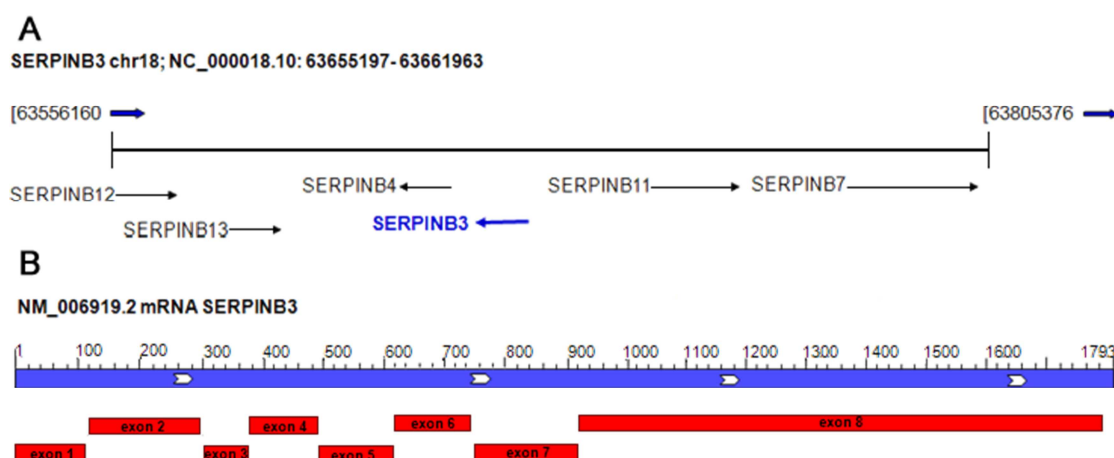 A
SERPINB3 chr18; NC_000018.10: 63655197-63661963
[63556160 [63805376
SERPINB12 SERPINB4 SERPINB11 SERPINB7
SERPINB13 SERPINB3
B
NM_006919.2 mRNA SERPINB3
1 100 200 300 400 500 600 700 800 900 1000 1100 1200 1300 1400 1500 1600 1793
exon 2 exon 4 exon 6 exon 8
exon 1 exon 3 exon 5 exon 7